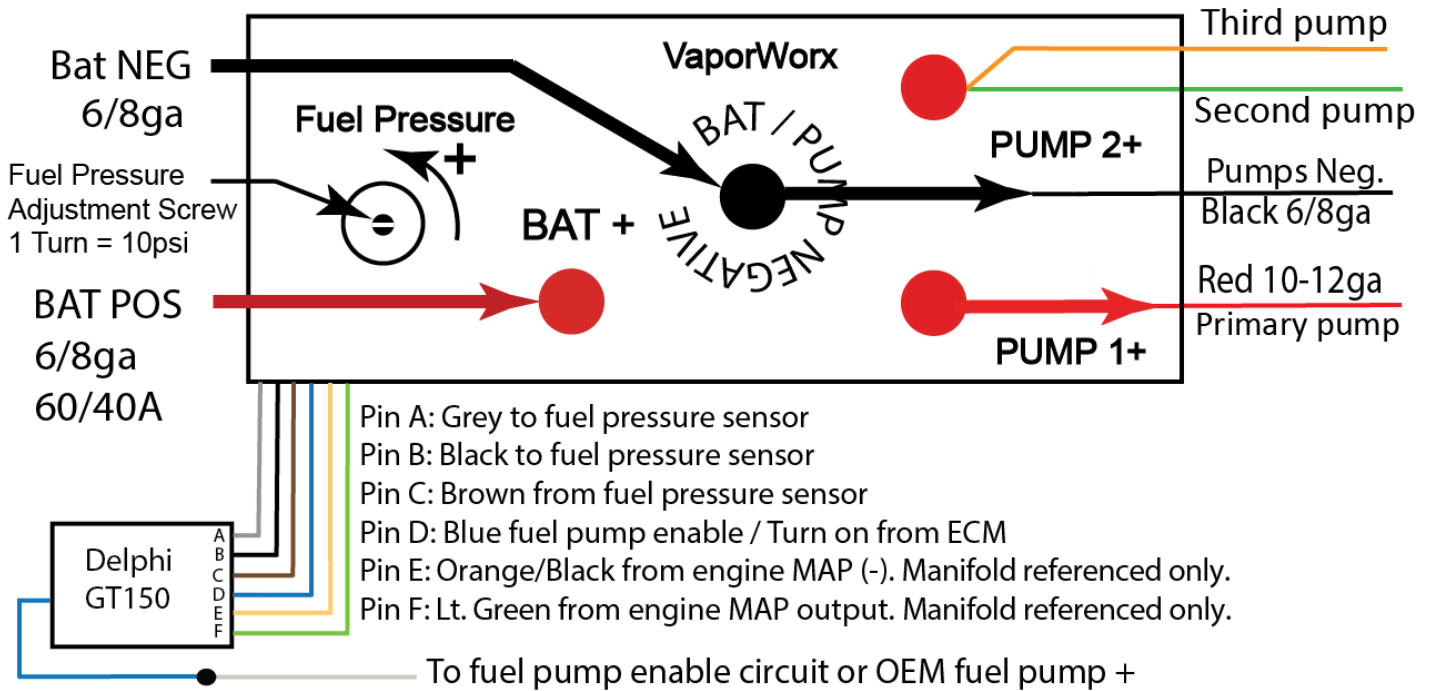 Bat NEG
6/8ga
Fuel Pressure
Adjustment Screw
1 Turn = 10psi
BAT POS
6/8ga
60/40A
Fuel Pressure
+
BAT +
VaporWorx
BAT / PUMP NEGATIVE
PUMP 2+
PUMP 1+
Third pump
Second pump
Pumps Neg.
Black 6/8ga
Red 10-12ga
Primary pump
Pin A: Grey to fuel pressure sensor
Pin B: Black to fuel pressure sensor
Pin C: Brown from fuel pressure sensor
Pin D: Blue fuel pump enable / Turn on from ECM
Pin E: Orange/Black from engine MAP (-). Manifold referenced only.
Pin F: Lt. Green from engine MAP output. Manifold referenced only.
Delphi
GT150
A
B
C
D
E
F
To fuel pump enable circuit or OEM fuel pump +